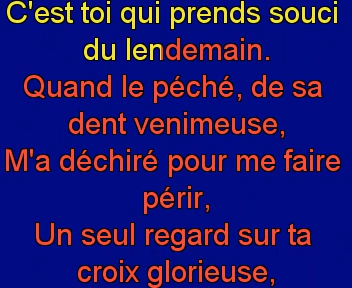 C'est toi qui prends souci
du lendemain.
Quand le péché, de sa
dent venimeuse,
M'a déchiré pour me faire
périr,
Un seul regard sur ta
croix glorieuse,